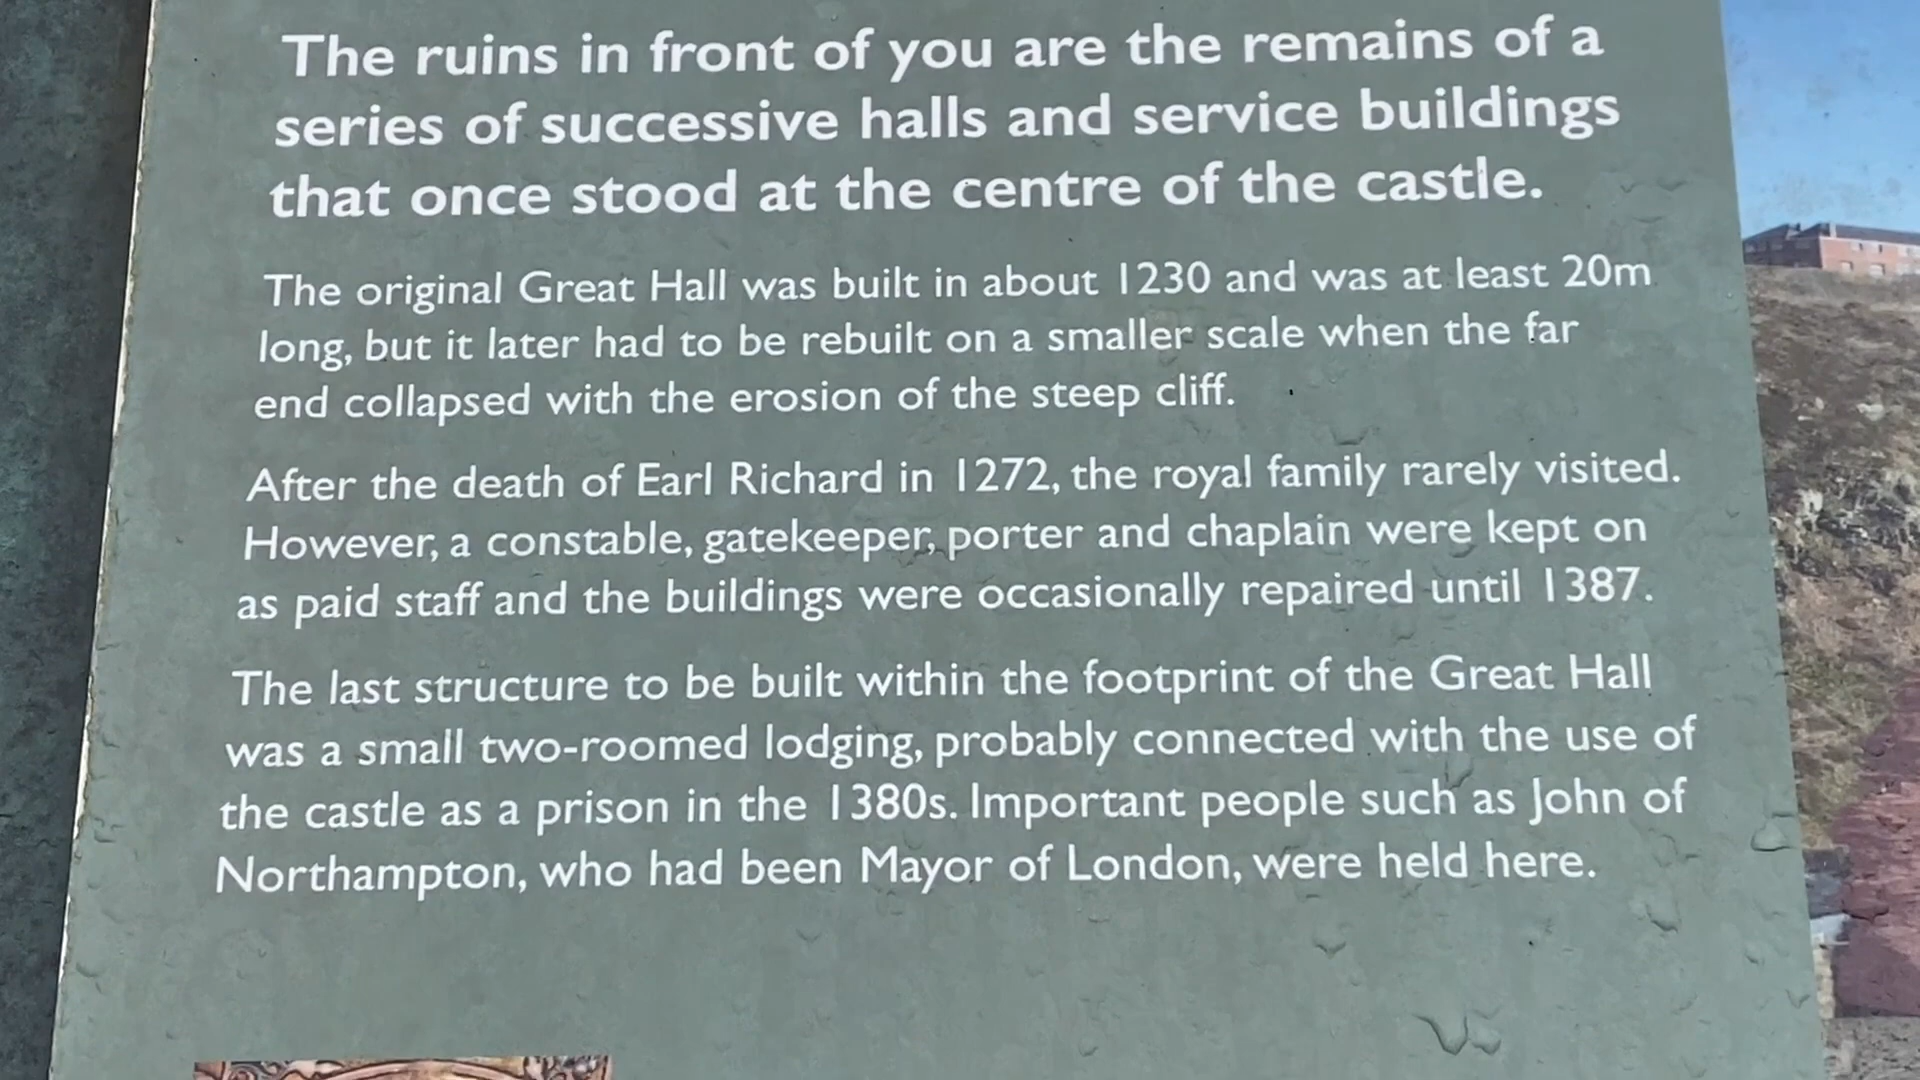 The ruins in front of you are the remains of a
series of successive halls and service buildings
that once stood at the centre of the castle.
The original Great Hall was built in about 1230 and was at least 20m
long, but it later had to be rebuilt on a smaller scale when the far
end collapsed with the erosion of the steep cliff.
After the death of Earl Richard in 1272, the royal family rarely visited.
However, a constable, gatekeeper, porter and chaplain were kept on
as paid staff and the buildings were occasionally repaired until 1387.
The last structure to be built within the footprint of the Great Hall
was a small two-roomed lodging, probably connected with the use of
the castle as a prison in the 1380s. Important people such as John of
Northampton, who had been Mayor of London, were held here.